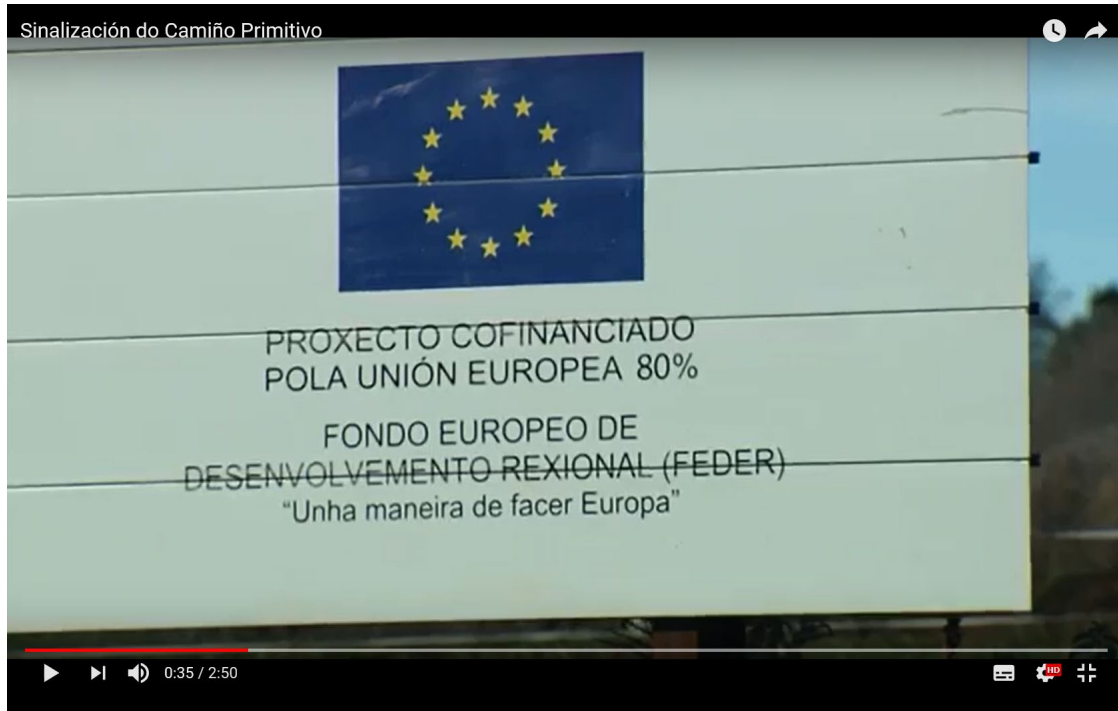 Sinalización do Camiño Primitivo
PROXECTO COFINANCIADO
POLA UNIÓN EUROPEA 80%
FONDO EUROPEO DE
DESENVOLVEMENTO REXIONAL (FEDER)
“Unha maneira de facer Europa”
0:35 / 2:50
HD